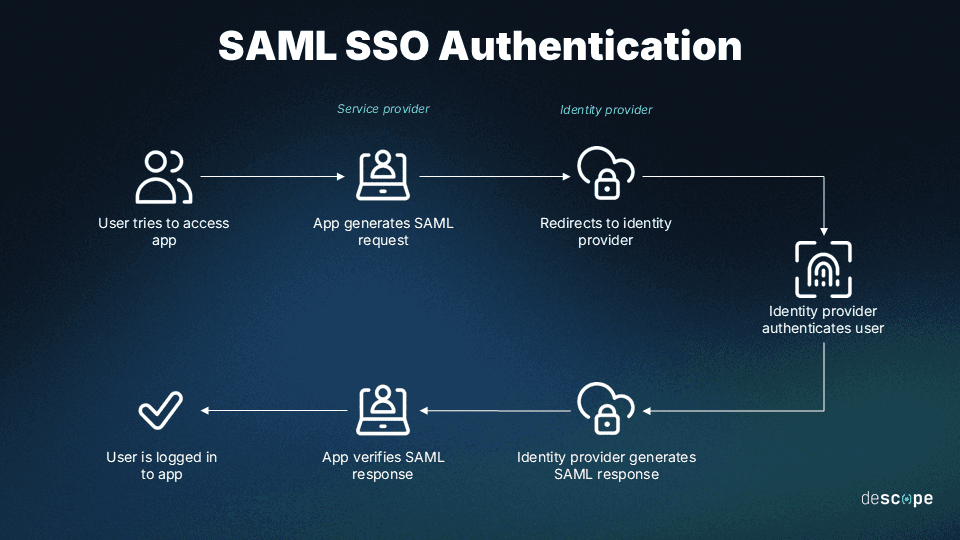 SAML SSO Authentication
Service provider
Identity provider
User tries to access
app
App generates SAML
request
Redirects to identity
provider
Identity provider
authenticates user
User is logged in
to app
App verifies SAML
response
Identity provider generates
SAML response
descope